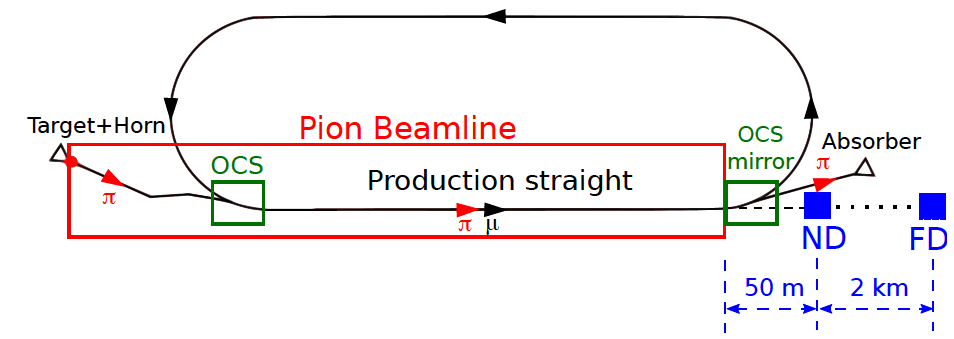 Target+Horn
Pion Beamline
OCS
mirror
Absorber
OCS
Production straight
π
π
π μ
ND
FD
50 m
2 km